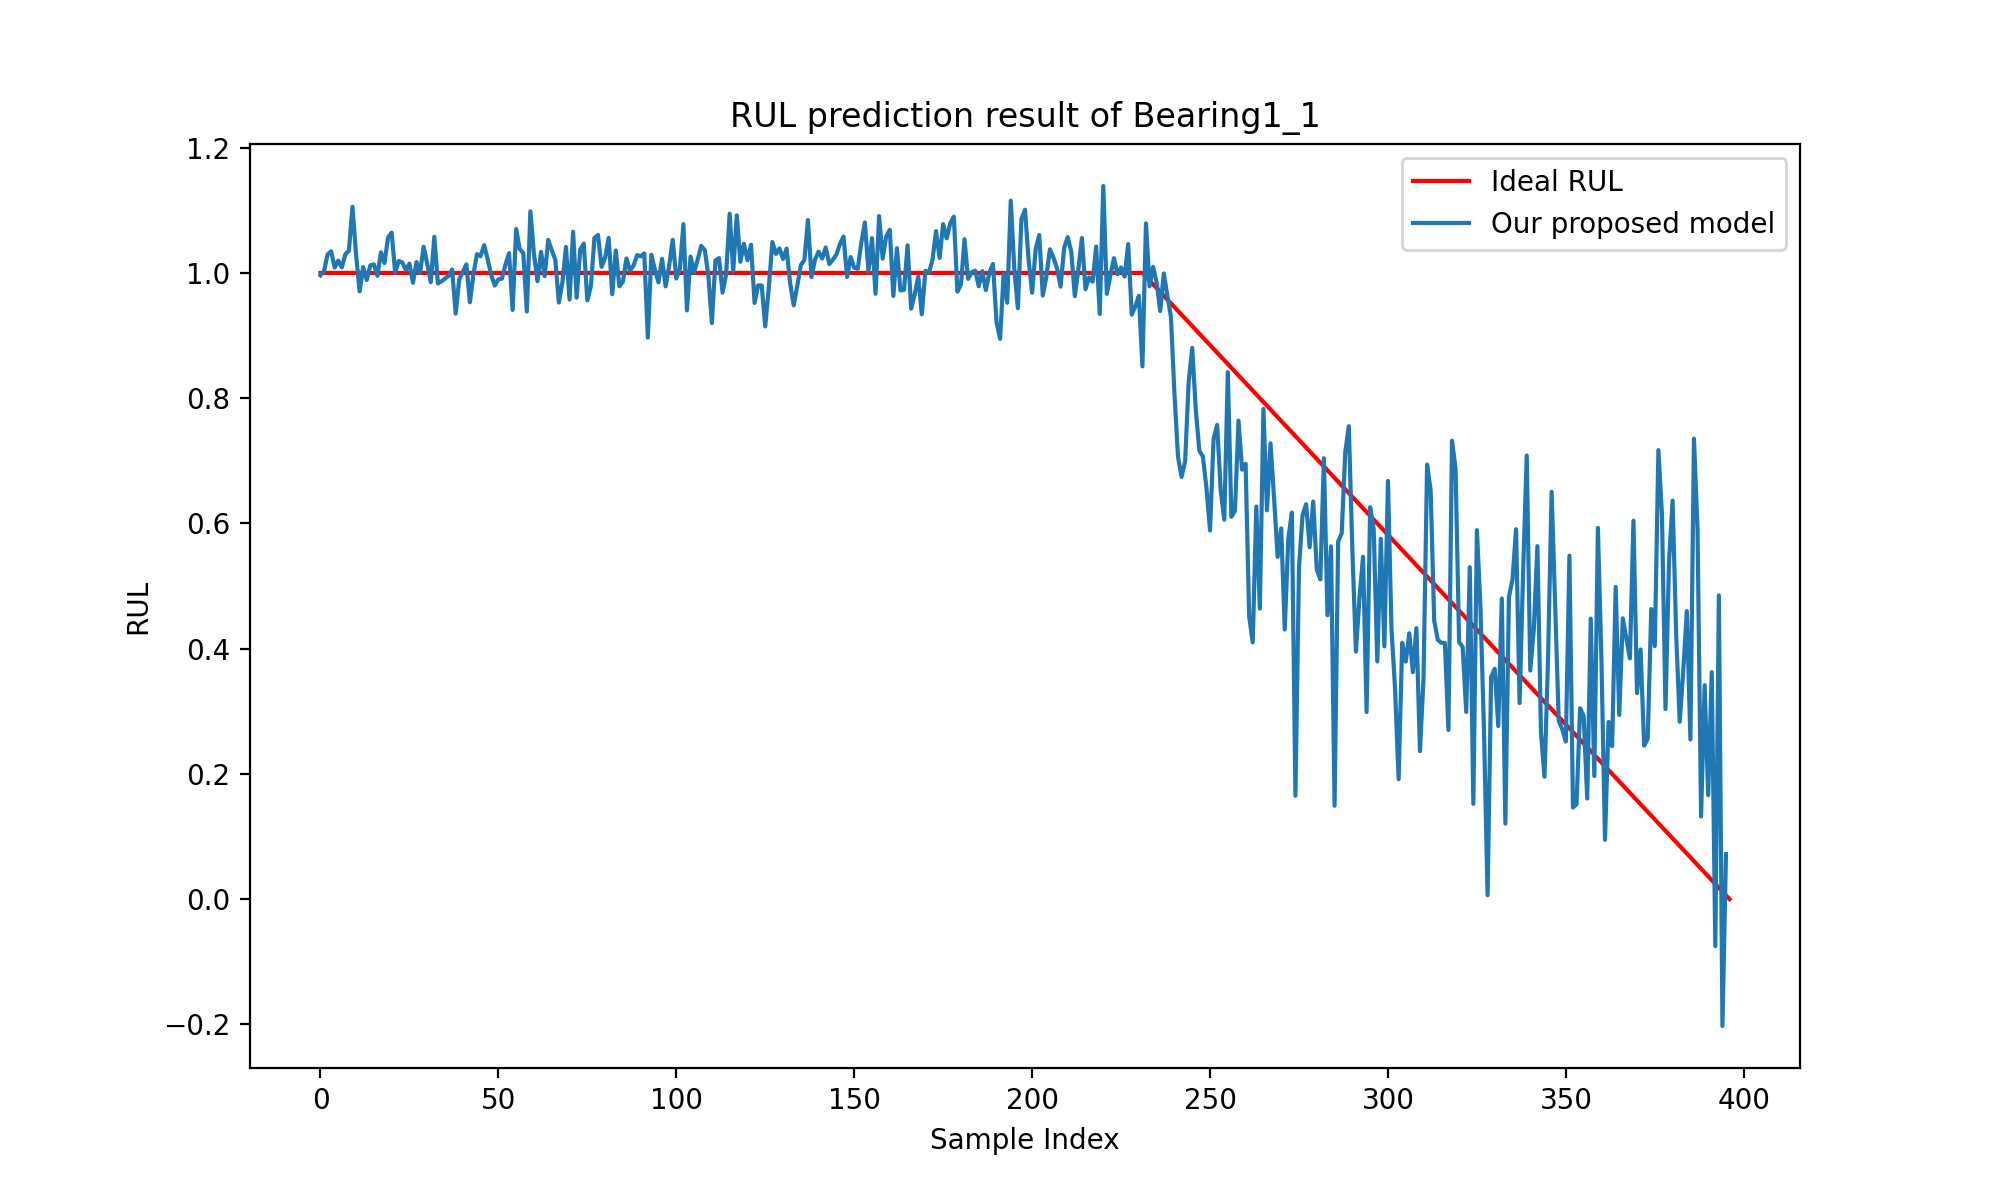 RUL prediction result of Bearing1_1
Ideal RUL
Our proposed model
1.2
1.0
0.8
0.6
0.4
0.2
0.0
−0.2
RUL
0 50 100 150 200 250 300 350 400
Sample Index